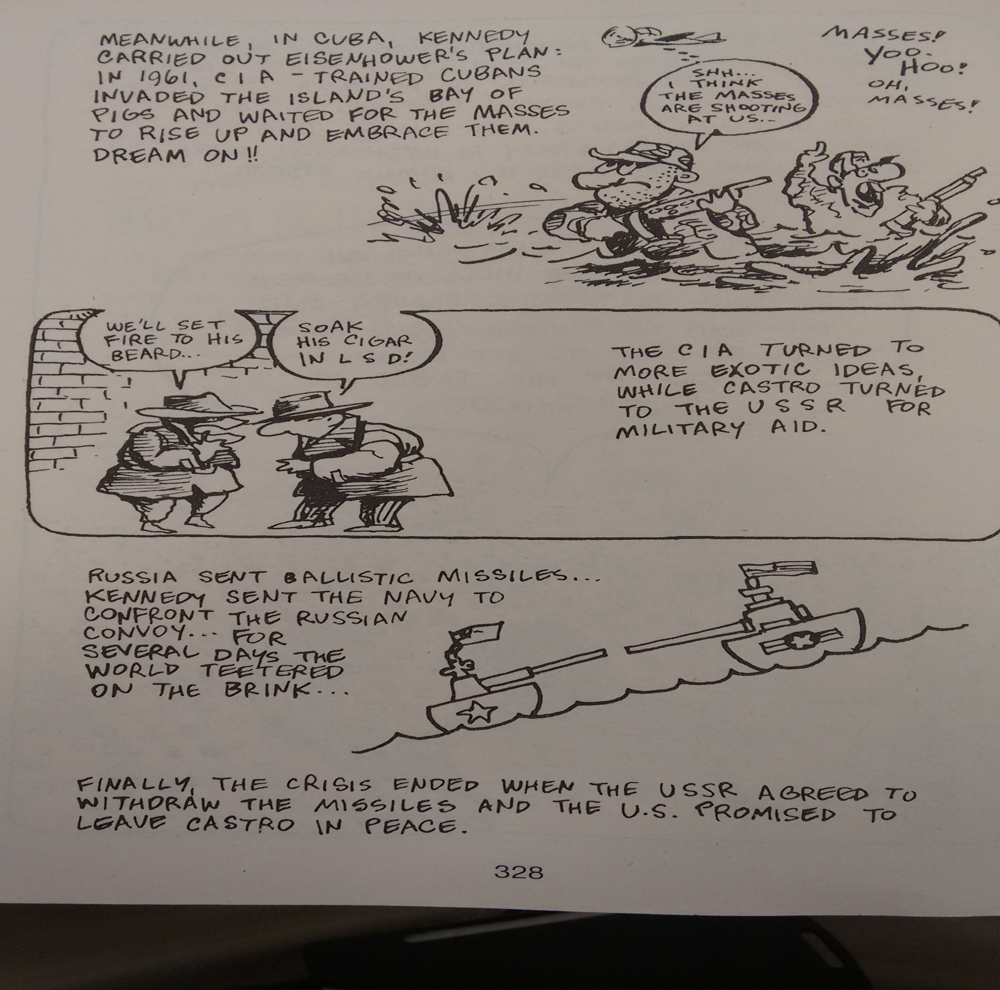 MEANWHILE, IN CUBA, KENNEDY
CARRIED OUT EISENHOWER'S PLAN:
IN 1961, CIA-TRAINED CUBANS
INVADED THE ISLAND'S BAY OF
PIGS AND WAITED FOR THE MASSES
TO RISE UP AND EMBRACE THEM.
DREAM ON!!
SHH...
I THINK
THE MASSES
ARE SHOOTING
AT US...
MASSES!
YOO-
HOO!
OH,
MASSES!
WE'LL SET
FIRE TO HIS
BEARD...
SOAK
HIS CIGAR
IN LSD!
THE CIA TURNED TO
MORE EXOTIC IDEAS,
WHILE CASTRO TURNED
TO THE USSR FOR
MILITARY AID.
RUSSIA SENT BALLISTIC MISSILES...
KENNEDY SENT THE NAVY TO
CONFRONT THE RUSSIAN
CONVOY... FOR
SEVERAL DAYS THE
WORLD TEETERED
ON THE BRINK...
FINALLY, THE CRISIS ENDED WHEN THE USSR AGREED TO
WITHDRAW THE MISSILES AND THE U.S. PROMISED TO
LEAVE CASTRO IN PEACE.
328